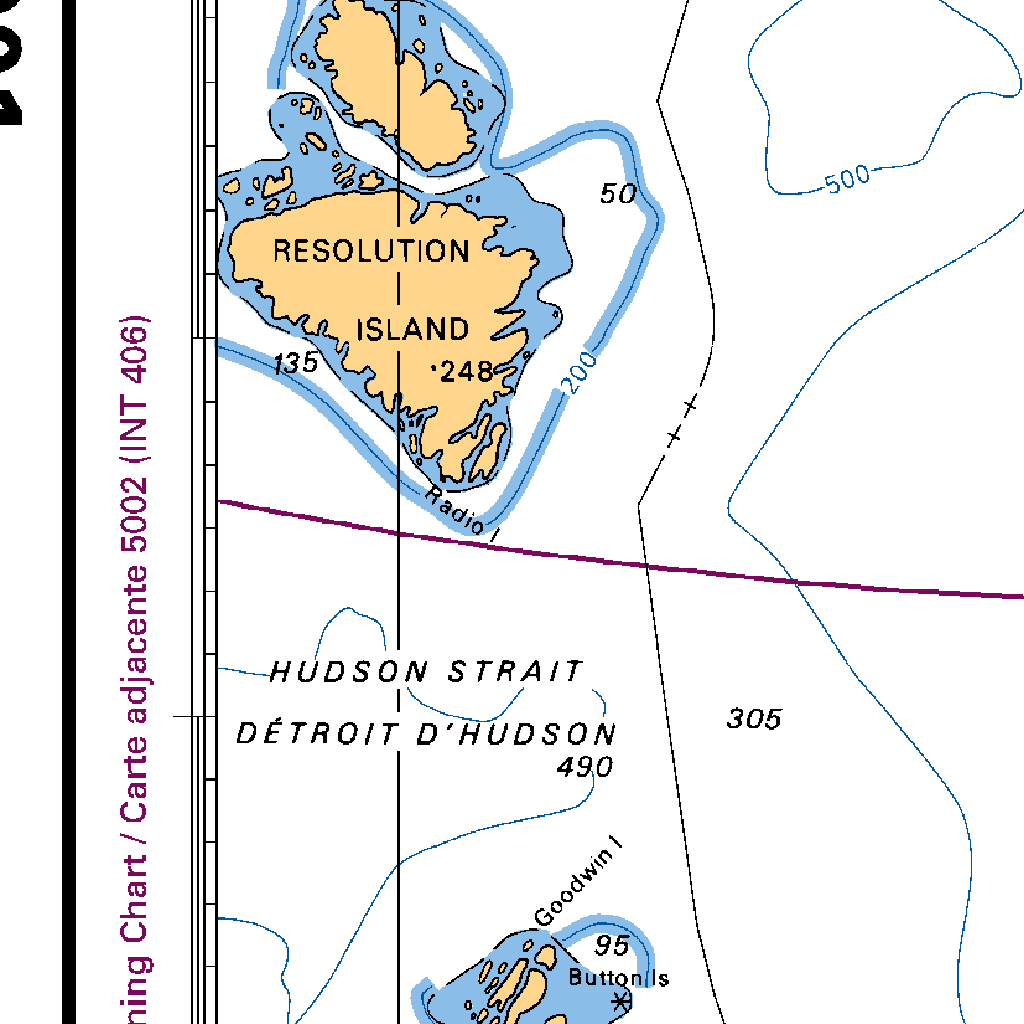 500
50
RESOLUTION
ISLAND
135
·248
200
Radio I
HUDSON STRAIT
DÉTROIT D'HUDSON
305
490
Goodwin I
95
Button Is
ning Chart / Carte adjacente 5002 (INT 406)